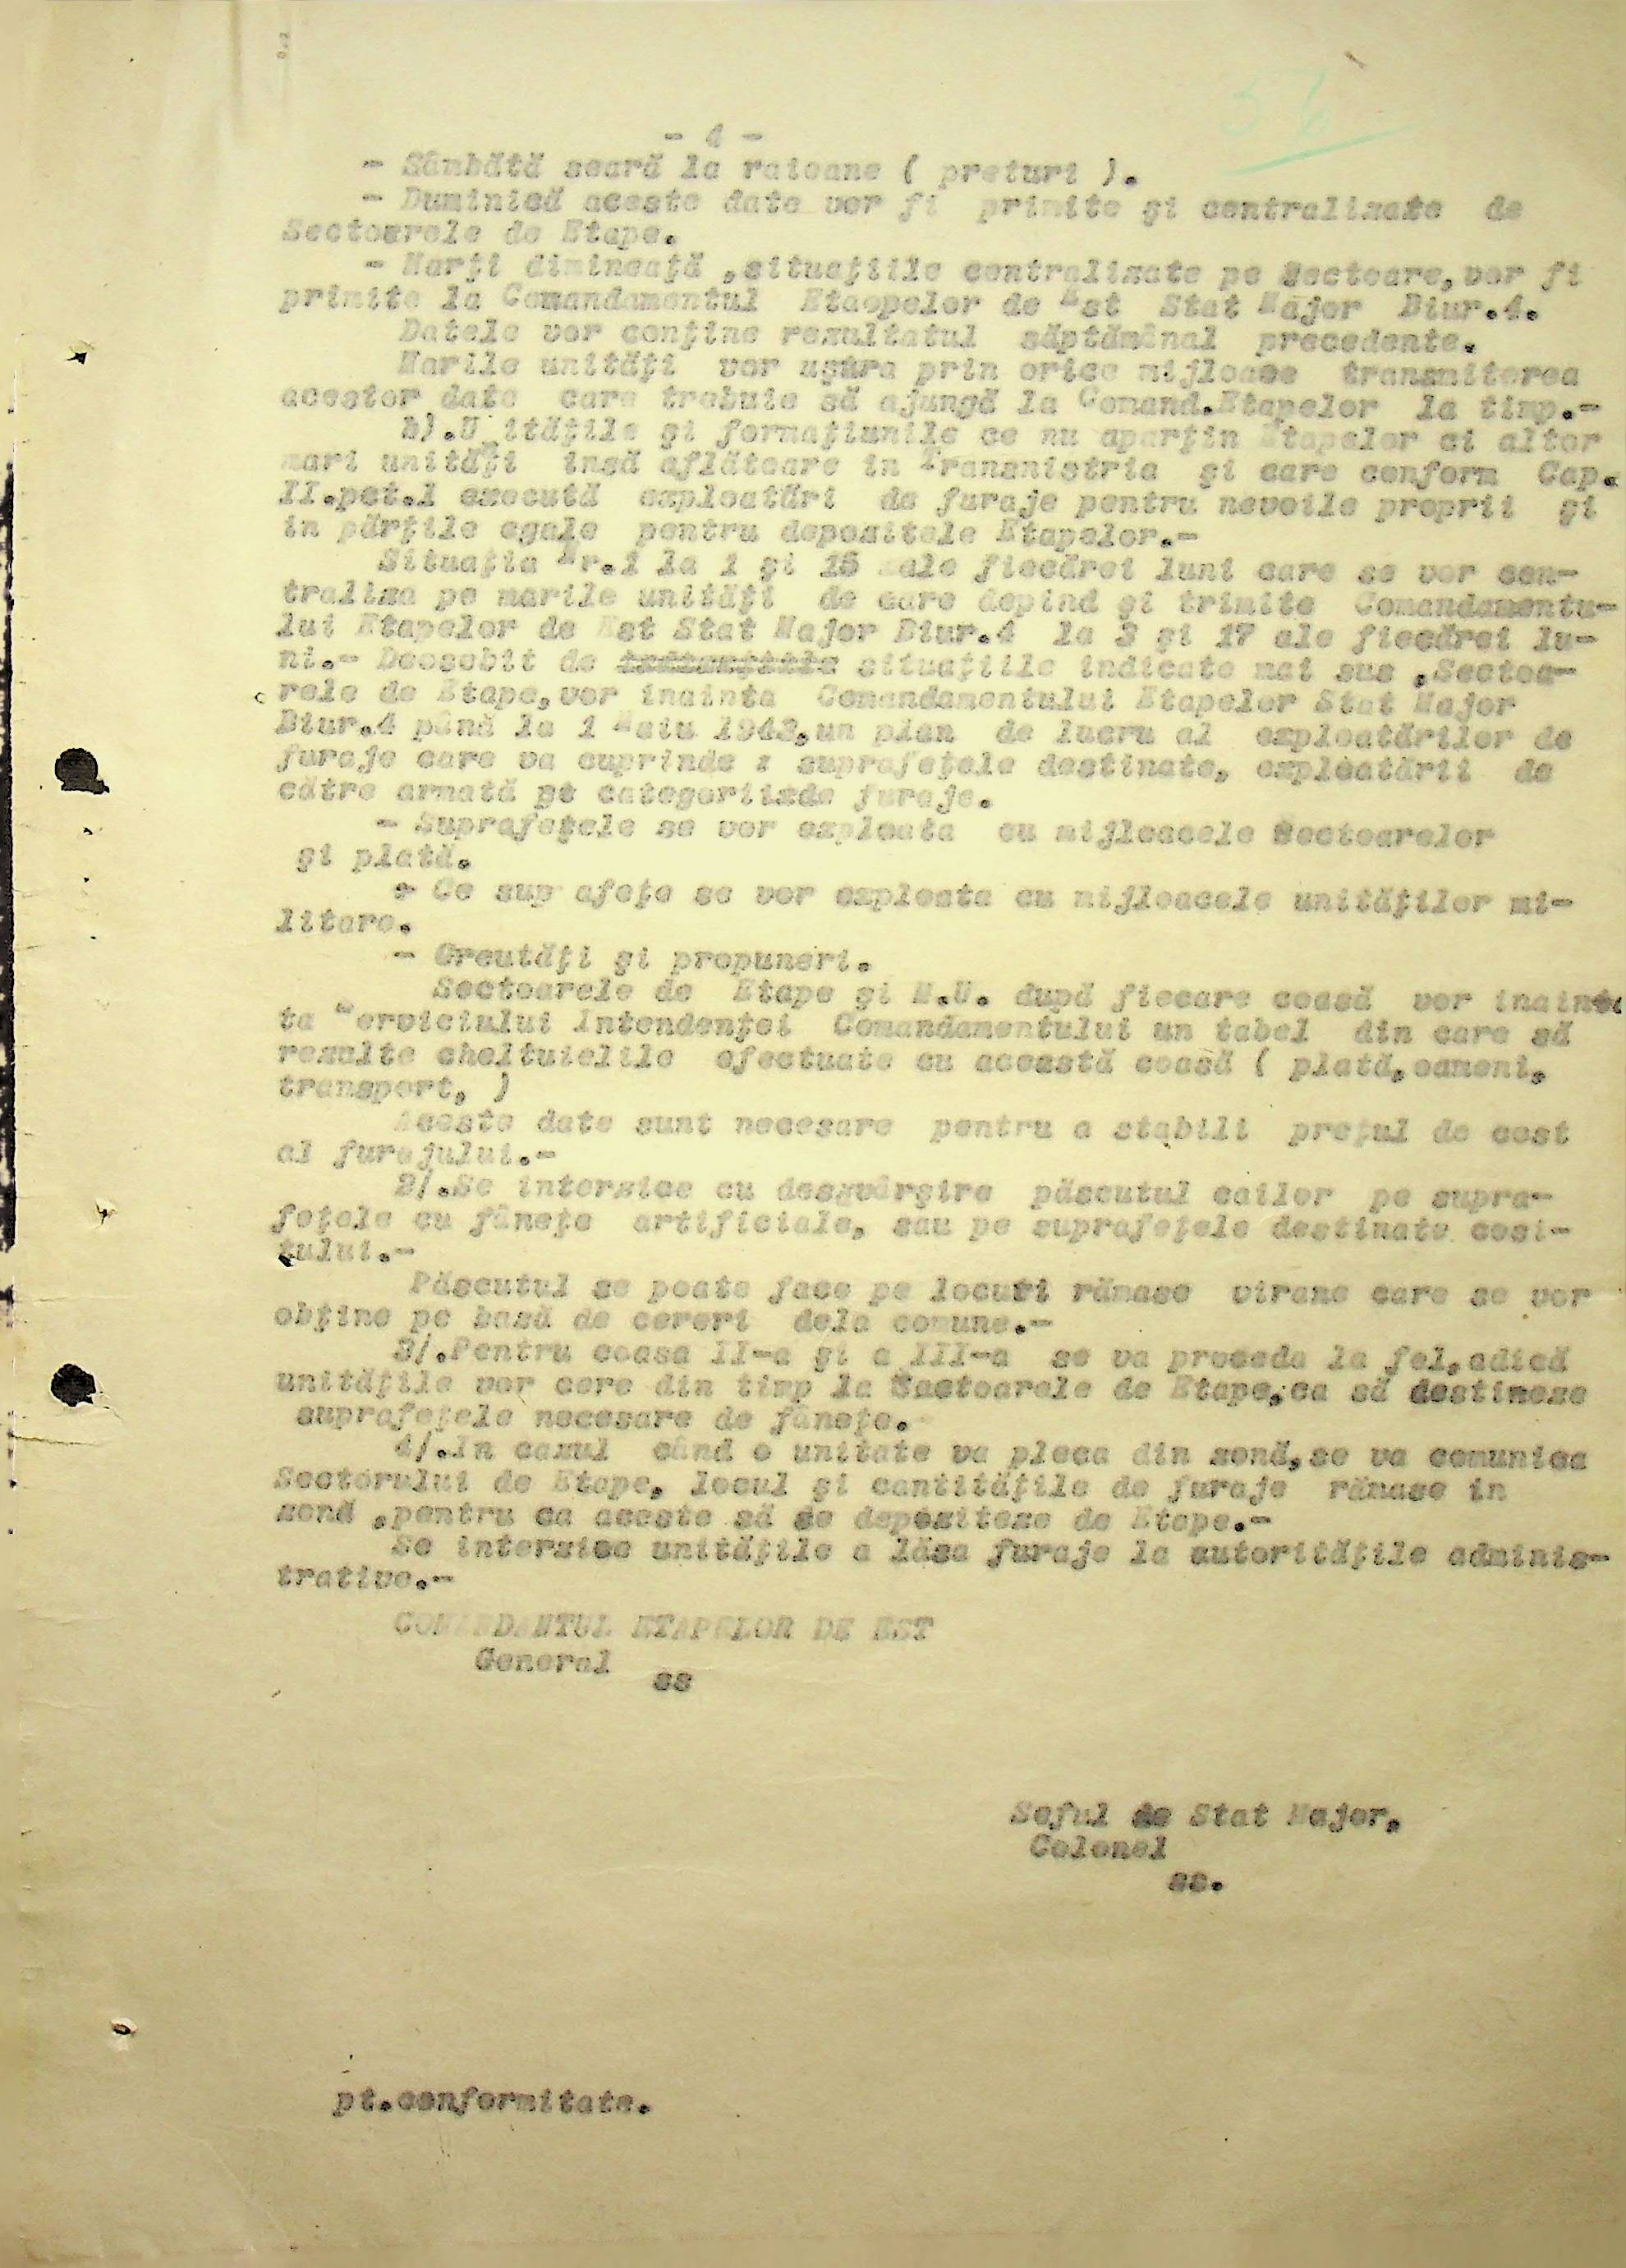 56
- 4 -
- Sâmbătă seară la raioane ( preturi ).
- Duminică aceste date vor fi primite şi centralizate de
Sectoarele de Etape.
- Marţi dimineaţă ,situaţiile centralizate pe Sectoare,vor fi
primite la Comandamentul Etaopelor de Est Stat Major Biur.4.
Datele vor conţine rezultatul săptămânal precedente.
Marile unităţi vor uşura prin orice mijloace transmiterea
acestor date care trebuie să ajungă la Comand.Etapelor la timp.-
b).U ităţile şi formaţiunile ce nu aparţin Etapelor ci altor
mari unităţi insă aflătoare in Transnistria şi care conform Cap.
II.pct.1 execută exploatări de furaje pentru nevoile proprii şi
in părţile egale pentru depozitele Etapelor.-
Situaţia Nr.1 la 1 şi 15 ale fiecărei luni care se vor cen-
traliza pe marile unităţi de care depind şi trimite Comandamentu-
lui Etapelor de Est Stat Major Biur.4 la 3 şi 17 ale fiecărei lu-
ni.- Deosebit de situaţiile indicate mai sus ,Sectoa-
rele de Etape,vor inainta Comandamentului Etapelor Stat Major
Biur.4 până la 1 Maiu 1943,un plan de lucru al exploatărilor de
furaje care va cuprinde : suprafeţele destinate, exploatării de
către armată pe categoriixde furaje.
- Suprafeţele se vor exploata cu mijloacele Sectoarelor
şi plată.
- Ce sup afeţe se vor exploata cu mijloacele unităţilor mi-
litare.
- Greutăţi şi propuneri.
Sectoarele de Etape şi M.U. după fiecare coasă vor inain
ta Serviciului Intendenţei Comandamentului un tabel din care să
rezulte cheltuielile efectuate cu această coasă ( plată,oameni,
transport, )
Aceste date sunt necesare pentru a stabili preţul de cost
al furajului.-
2/.Se interzice cu desăvârşire păscutul cailor pe supra-
feţele cu fâneţe artificiale, sau pe suprafeţele destinate cosi-
tului.-
Păscutul se poate face pe locuri rămase virane care se vor
obţine pe bază de cereri dela comune.-
3/.Pentru coasa II-a şi a III-a se va proceda la fel,adică
unităţile vor cere din timp la Sectoarele de Etape,ca să destineze
suprafeţele necesare de fâneţe.-
4/.In cazul când o unitate va pleca din zonă,se va comunica
Sectorului de Etape, locul şi cantităţile de furaje rămase in
zonă ,pentru ca aceste să se depoziteze de Etape.-
Se interzice unităţile a lăsa furaje la autorităţile adminis-
trative.-
COMANDANTUL ETAPELOR DE EST
General
ss
Seful de Stat Major,
Colonel
ss.
pt.conformitate.